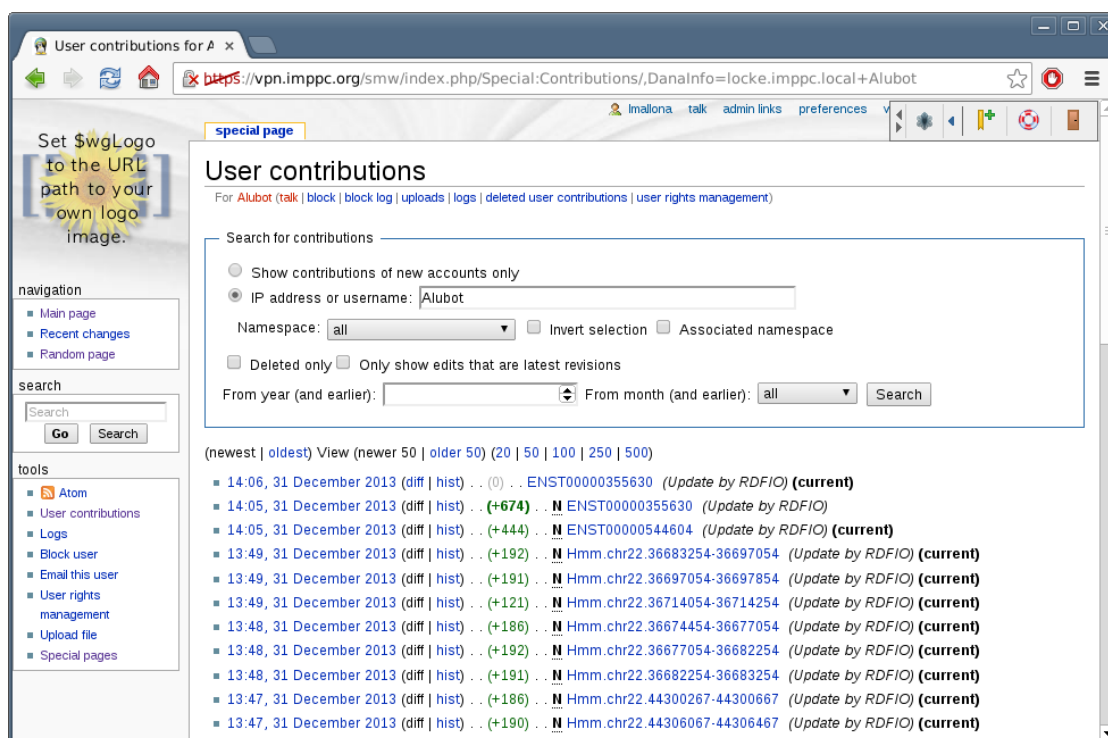 User contributions for A
https://vpn.imppc.org/smw/index.php/Special:Contributions/,DanaInfo=locke.imppc.local+Alubot
lmallona talk admin links preferences
Set $wgLogo
to the URL
path to your
own logo
image.
special page
User contributions
For Alubot (talk | block | block log | uploads | logs | deleted user contributions | user rights management)
Search for contributions
Show contributions of new accounts only
IP address or username: Alubot
Namespace: all Invert selection Associated namespace
Deleted only Only show edits that are latest revisions
From year (and earlier): From month (and earlier): all Search
navigation
Main page
Recent changes
Random page
search
Search
Go Search
tools
Atom
User contributions
Logs
Block user
Email this user
User rights
management
Upload file
Special pages
(newest | oldest) View (newer 50 | older 50) (20 | 50 | 100 | 250 | 500)
14:06, 31 December 2013 (diff | hist) . . (0) . . ENST00000355630 (Update by RDFIO) (current)
14:05, 31 December 2013 (diff | hist) . . (+674) . . N ENST00000355630 (Update by RDFIO)
14:05, 31 December 2013 (diff | hist) . . (+444) . . N ENST00000544604 (Update by RDFIO) (current)
13:49, 31 December 2013 (diff | hist) . . (+192) . . N Hmm.chr22.36683254-36697054 (Update by RDFIO) (current)
13:49, 31 December 2013 (diff | hist) . . (+191) . . N Hmm.chr22.36697054-36697854 (Update by RDFIO) (current)
13:49, 31 December 2013 (diff | hist) . . (+121) . . N Hmm.chr22.36714054-36714254 (Update by RDFIO) (current)
13:48, 31 December 2013 (diff | hist) . . (+186) . . N Hmm.chr22.36674454-36677054 (Update by RDFIO) (current)
13:48, 31 December 2013 (diff | hist) . . (+192) . . N Hmm.chr22.36677054-36682254 (Update by RDFIO) (current)
13:48, 31 December 2013 (diff | hist) . . (+191) . . N Hmm.chr22.36682254-36683254 (Update by RDFIO) (current)
13:47, 31 December 2013 (diff | hist) . . (+186) . . N Hmm.chr22.44300267-44300667 (Update by RDFIO) (current)
13:47, 31 December 2013 (diff | hist) . . (+190) . . N Hmm.chr22.44306067-44306467 (Update by RDFIO) (current)